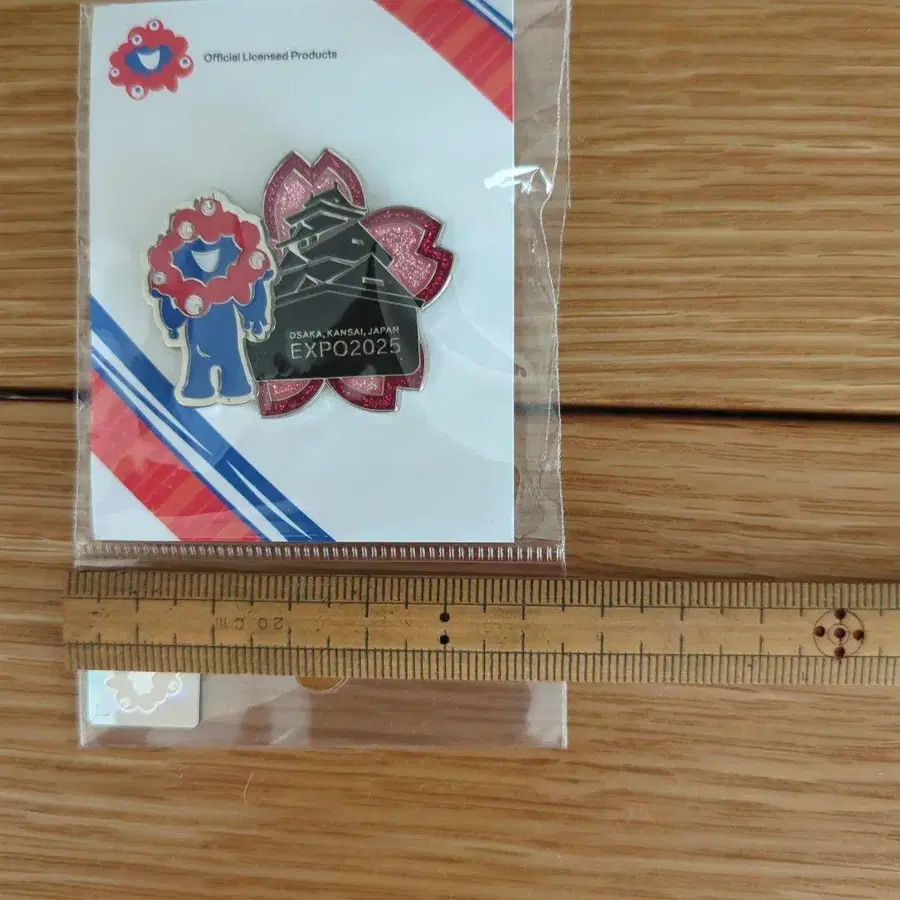 Official Licensed Products
OSAKA, KANSAI, JAPAN
EXPO2025
20 cm